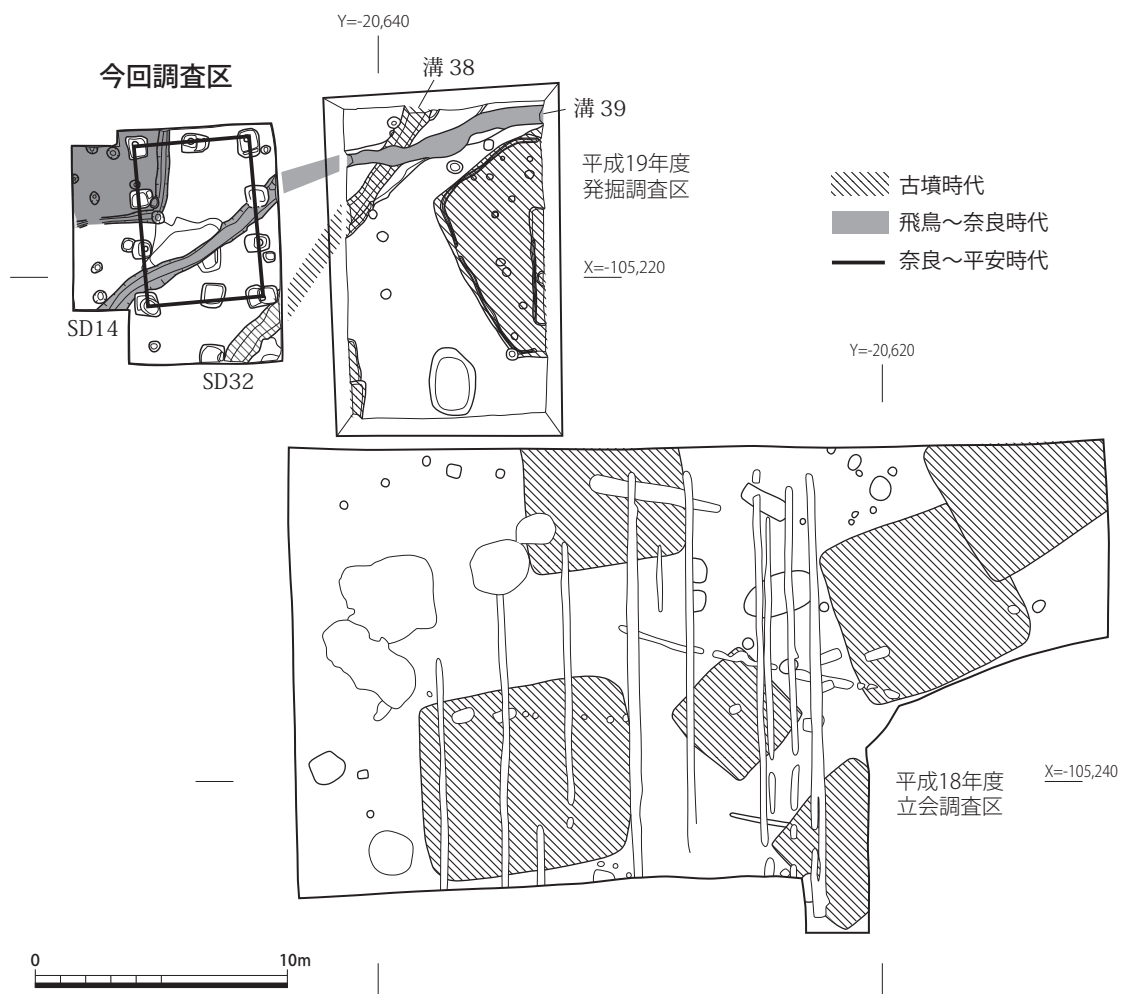 Y=-20,640
今回調査区
溝 38
溝 39
平成19年度
発掘調査区
古墳時代
飛鳥～奈良時代
奈良～平安時代
X=-105,220
SD14
SD32
Y=-20,620
平成18年度
立会調査区
X=-105,240
0
10m